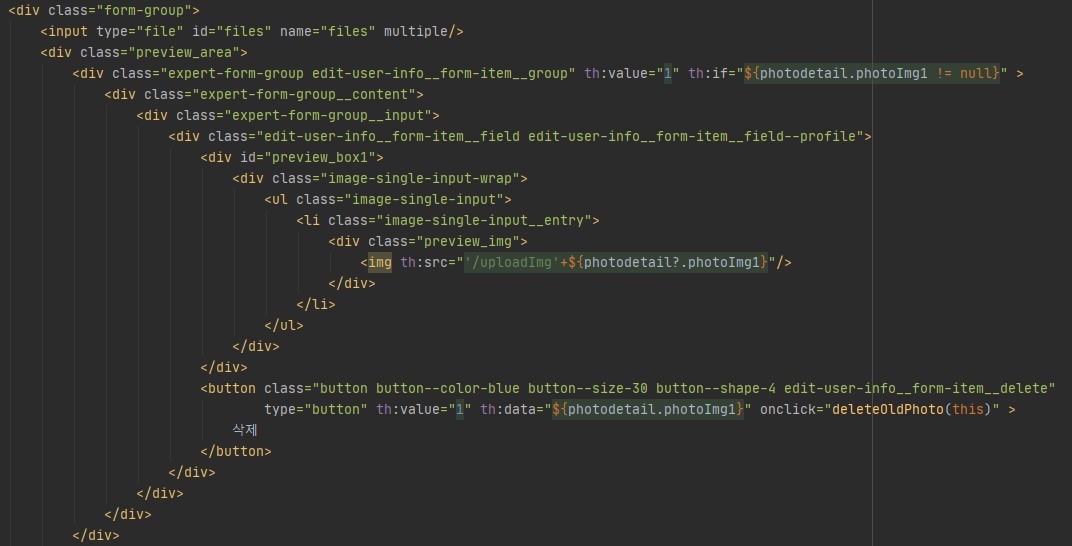 <div class="form-group">
<input type="file" id="files" name="files" multiple/>
<div class="preview_area">
<div class="expert-form-group edit-user-info__form-item__group" th:value="1" th:if="${photodetail.photoImg1 != null}" >
<div class="expert-form-group__content">
<div class="expert-form-group__input">
<div class="edit-user-info__form-item__field edit-user-info__form-item__field--profile">
<div id="preview_box1">
<div class="image-single-input-wrap">
<ul class="image-single-input">
<li class="image-single-input__entry">
<div class="preview_img">
<img th:src="'/uploadImg'+${photodetail?.photoImg1}"/>
</div>
</li>
</ul>
</div>
</div>
<button class="button button--color-blue button--size-30 button--shape-4 edit-user-info__form-item__delete"
type="button" th:value="1" th:data="${photodetail.photoImg1}" onclick="deleteOldPhoto(this)" >
삭제
</button>
</div>
</div>
</div>
</div>